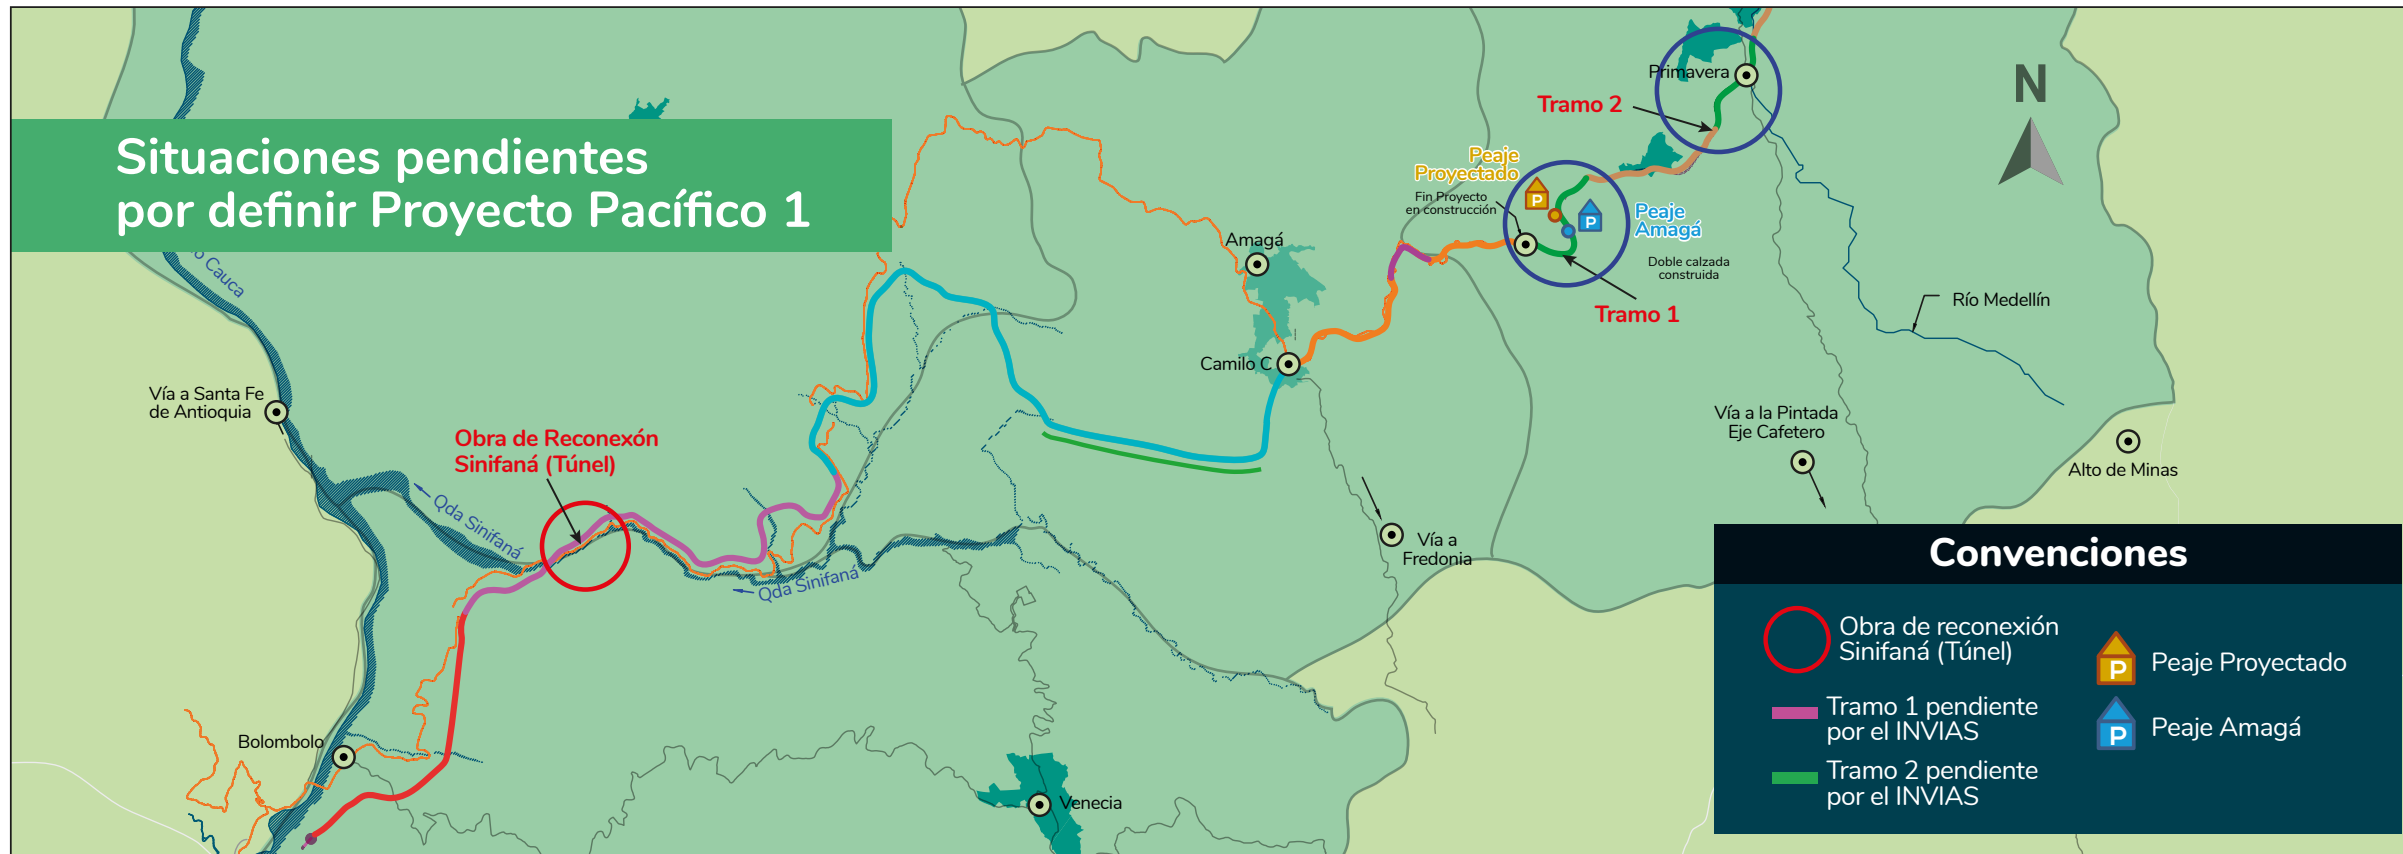 Situaciones pendientes
por definir Proyecto Pacífico 1
Primavera
N
Tramo 2
Peaje
Proyectado
Fin Proyecto
en construcción
P
P
Peaje
Amagá
Doble calzada
construida
Tramo 1
Amagá
Camilo C
Río Medellín
o Cauca
Vía a Santa Fe
de Antioquia
Obra de Reconexón
Sinifaná (Túnel)
Qda Sinifaná
Qda Sinifaná
Vía a la Pintada
Eje Cafetero
Alto de Minas
Vía a
Fredonia
Bolombolo
Venecia
Convenciones
Obra de reconexión
Sinifaná (Túnel)
Tramo 1 pendiente
por el INVIAS
Tramo 2 pendiente
por el INVIAS
P
Peaje Proyectado
P
Peaje Amagá